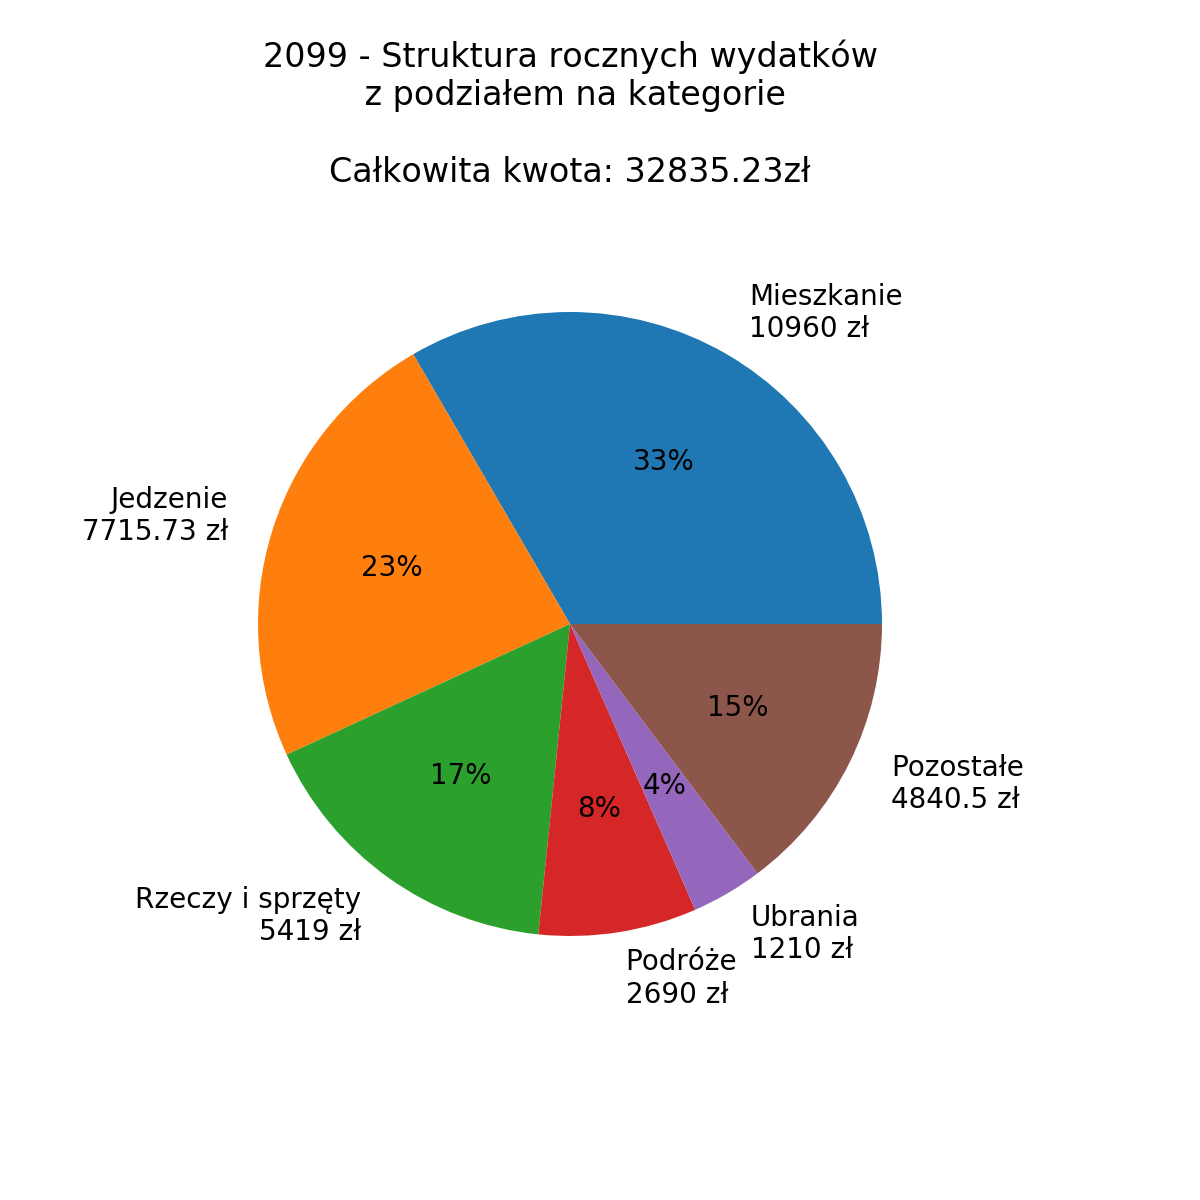 2099 - Struktura rocznych wydatków
z podziałem na kategorie
Całkowita kwota: 32835.23zł
Mieszkanie
10960 zł
33%
Jedzenie
7715.73 zł
23%
Rzeczy i sprzęty
5419 zł
17%
Podróże
2690 zł
8%
Ubrania
1210 zł
4%
Pozostałe
4840.5 zł
15%